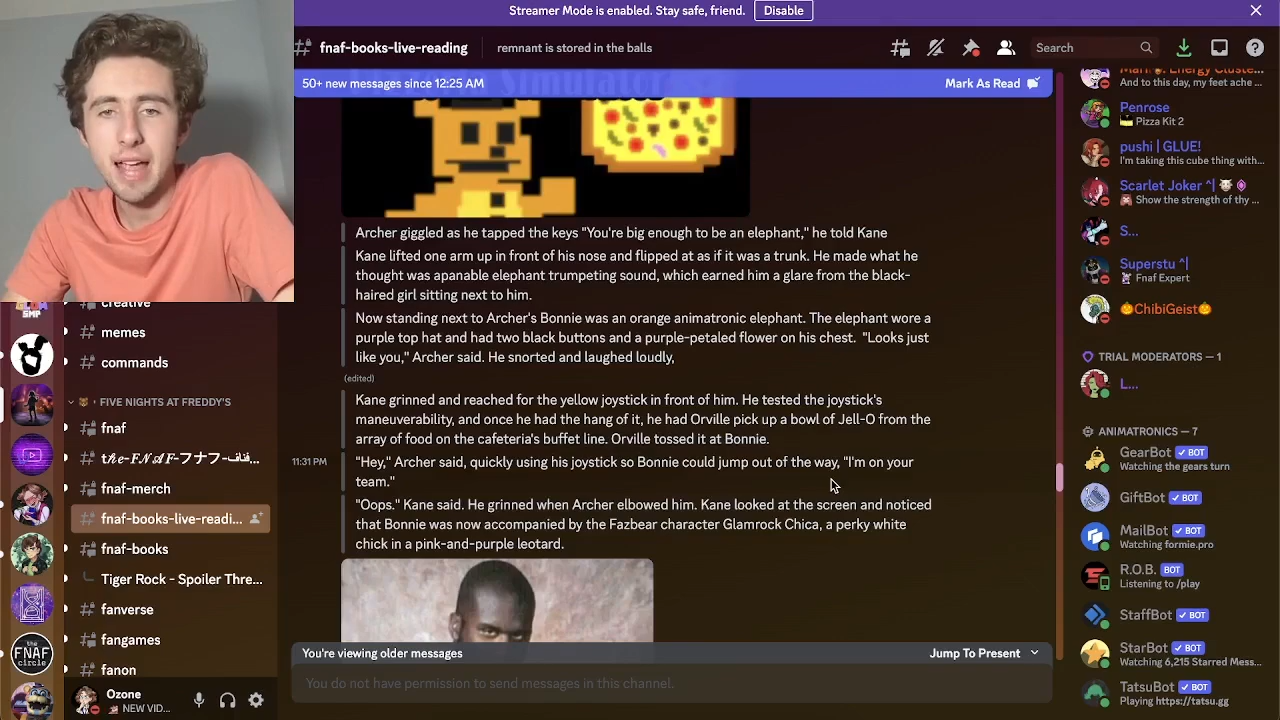 Streamer Mode is enabled. Stay safe, friend.
Disable
fnaf-books-live-reading
remnant is stored in the balls
Search
50+ new messages since 12:25 AM
Mark As Read
Simulator
Archer giggled as he tapped the keys "You're big enough to be an elephant," he told Kane
Kane lifted one arm up in front of his nose and flipped at as if it was a trunk. He made what he
thought was apanable elephant trumpeting sound, which earned him a glare from the black-
haired girl sitting next to him.
Now standing next to Archer's Bonnie was an orange animatronic elephant. The elephant wore a
purple top hat and had two black buttons and a purple-petaled flower on his chest. "Looks just
like you," Archer said. He snorted and laughed loudly,
(edited)
Kane grinned and reached for the yellow joystick in front of him. He tested the joystick's
maneuverability, and once he had the hang of it, he had Orville pick up a bowl of Jell-O from the
array of food on the cafeteria's buffet line. Orville tossed it at Bonnie.
11:31 PM
"Hey," Archer said, quickly using his joystick so Bonnie could jump out of the way, "I'm on your
team."
"Oops." Kane said. He grinned when Archer elbowed him. Kane looked at the screen and noticed
that Bonnie was now accompanied by the Fazbear character Glamrock Chica, a perky white
chick in a pink-and-purple leotard.
You're viewing older messages
Jump To Present
You do not have permission to send messages in this channel.
creative
memes
commands
FIVE NIGHTS AT FREDDY'S
fnaf
fnaf-merch
fnaf-books-live-readi...
fnaf-books
Tiger Rock - Spoiler Thre...
fanverse
fangames
fanon
SMP
the
FNAF
CIRCLE
Ozone
NEW VID...
And to this day, my feet ache ...
Penrose
Pizza Kit 2
pushi | GLUE!
I'm taking this cube thing with...
Scarlet Joker ^|
Show the strength of thy ...
S...
Superstu ^|
Fnaf Expert
ChibiGeist
TRIAL MODERATORS — 1
L...
ANIMATRONICS — 7
GearBot BOT
Watching the gears turn
GiftBot BOT
MailBot BOT
Watching formie.pro
R.O.B. BOT
Listening to /play
StaffBot BOT
StarBot BOT
Watching 6,215 Starred Mess...
TatsuBot BOT
Playing https://tatsu.gg